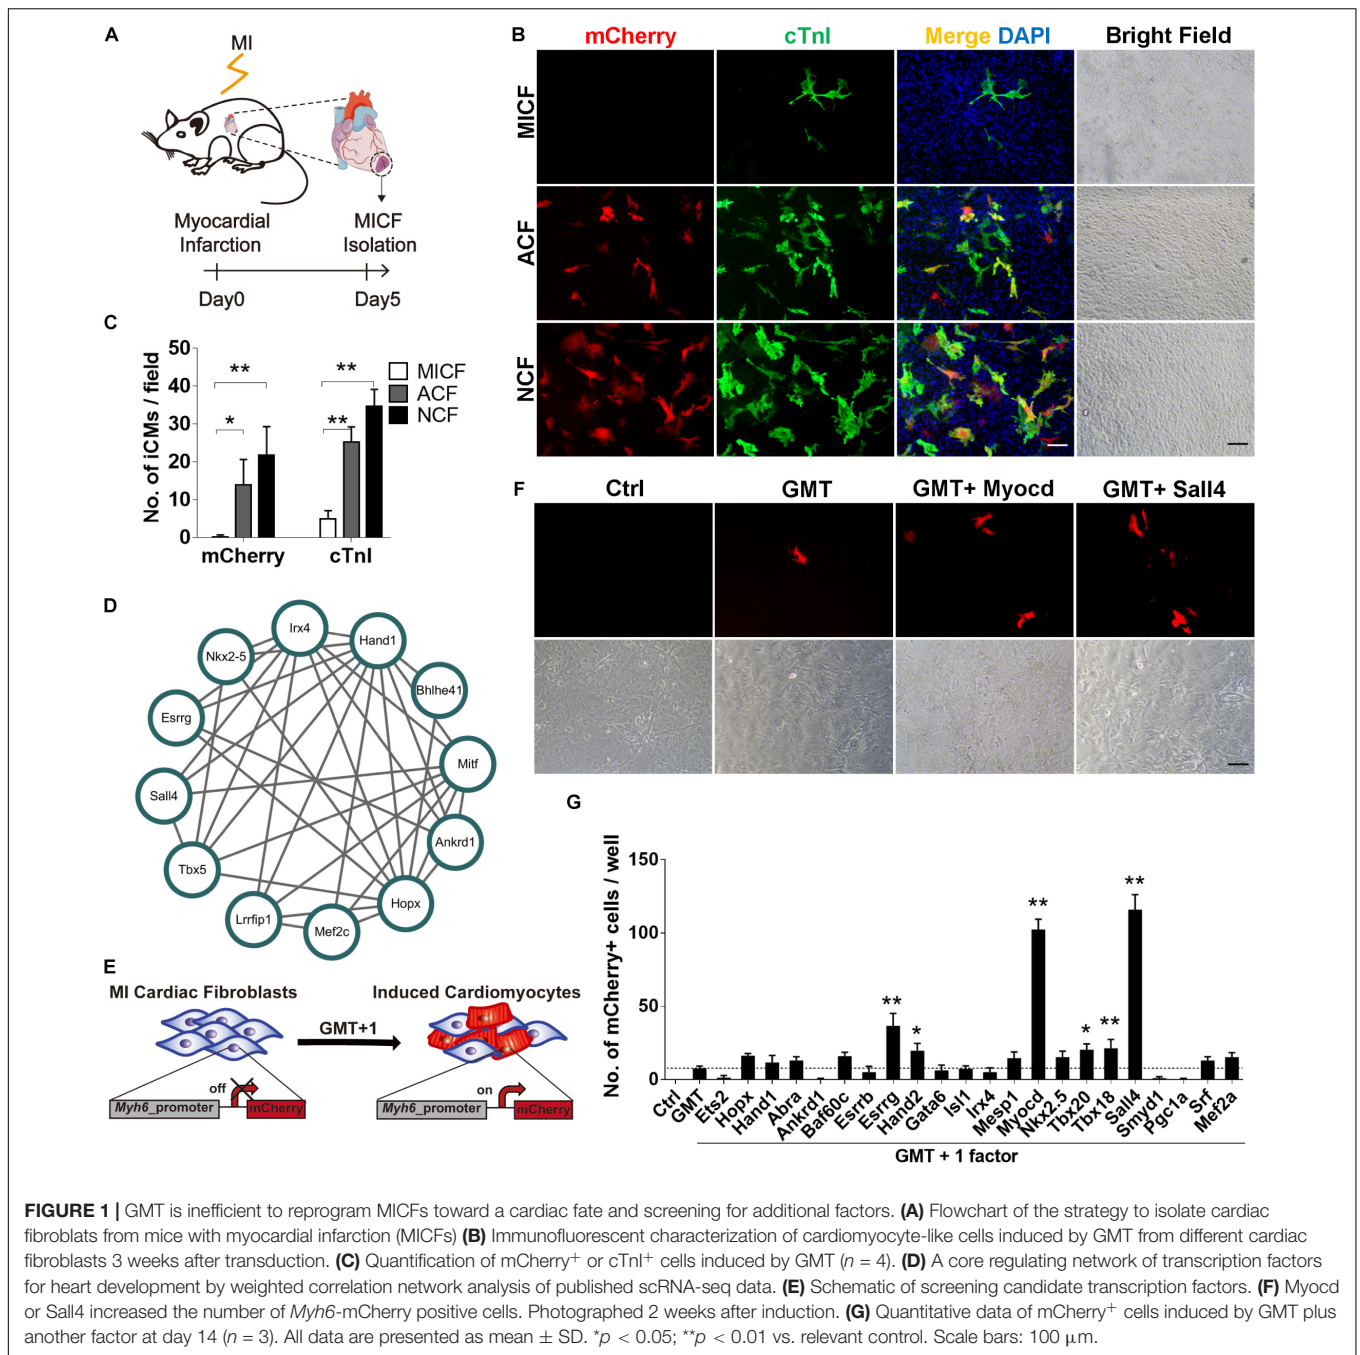 A
MI
Myocardial
Infarction
MICF
Isolation
Day0
Day5
B
mCherry
cTnI
Merge DAPI
Bright Field
MICF
ACF
NCF
C
No. of iCMs / field
50
40
30
20
10
0
**
*
**
**
MICF
ACF
NCF
mCherry
cTnI
D
Irx4
Hand1
Nkx2-5
Bhlhe41
Esrrg
Mitf
Sall4
Ankrd1
Tbx5
Hopx
Lrrfip1
Mef2c
E
MI Cardiac Fibroblasts
Induced Cardiomyocytes
GMT+1
off
Myh6_promoter
mCherry
on
Myh6_promoter
mCherry
F
Ctrl
GMT
GMT+ Myocd
GMT+ Sall4
G
No. of mCherry+ cells / well
150
100
50
0
**
*
**
*
**
**
Ctrl
GMT
Ets2
Hopx
Hand1
Abra
Ankrd1
Baf60c
Esrrb
Esrrg
Hand2
Gata6
Isl1
Irx4
Mesp1
Myocd
Nkx2.5
Tbx20
Tbx18
Sall4
Smyd1
Pgc1a
Srf
Mef2a
GMT + 1 factor
FIGURE 1 | GMT is inefficient to reprogram MICFs toward a cardiac fate and screening for additional factors. (A) Flowchart of the strategy to isolate cardiac
fibroblats from mice with myocardial infarction (MICFs) (B) Immunofluorescent characterization of cardiomyocyte-like cells induced by GMT from different cardiac
fibroblasts 3 weeks after transduction. (C) Quantification of mCherry⁺ or cTnI⁺ cells induced by GMT (n = 4). (D) A core regulating network of transcription factors
for heart development by weighted correlation network analysis of published scRNA-seq data. (E) Schematic of screening candidate transcription factors. (F) Myocd
or Sall4 increased the number of Myh6-mCherry positive cells. Photographed 2 weeks after induction. (G) Quantitative data of mCherry⁺ cells induced by GMT plus
another factor at day 14 (n = 3). All data are presented as mean ± SD. *p < 0.05; **p < 0.01 vs. relevant control. Scale bars: 100 μm.